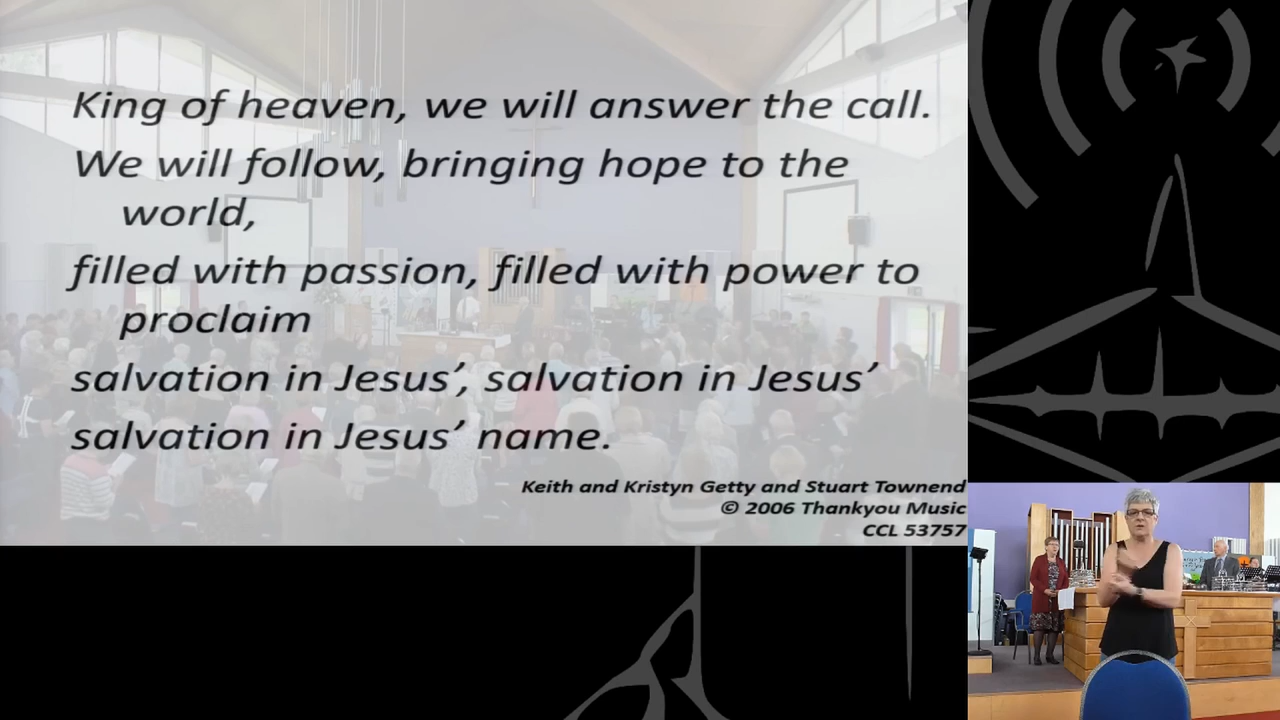 King of heaven, we will answer the call.
We will follow, bringing hope to the
world,
filled with passion, filled with power to
proclaim
salvation in Jesus’, salvation in Jesus’
salvation in Jesus’ name.
Keith and Kristyn Getty and Stuart Townend
© 2006 Thankyou Music
CCL 53757